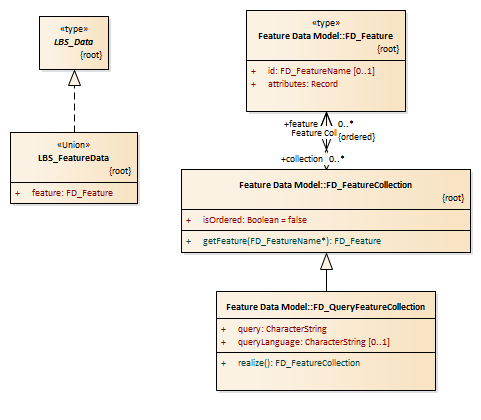 «type»
LBS_Data
{root}
«Union»
LBS_FeatureData
{root}
+ feature: FD_Feature
«type»
Feature Data Model::FD_Feature
{root}
+ id: FD_FeatureName [0..1]
+ attributes: Record
+feature 0..*
Feature Coll
{ordered}
+collection 0..*
Feature Data Model::FD_FeatureCollection
{root}
+ isOrdered: Boolean = false
+ getFeature(FD_FeatureName*): FD_Feature
Feature Data Model::FD_QueryFeatureCollection
+ query: CharacterString
+ queryLanguage: CharacterString [0..1]
+ realize(): FD_FeatureCollection